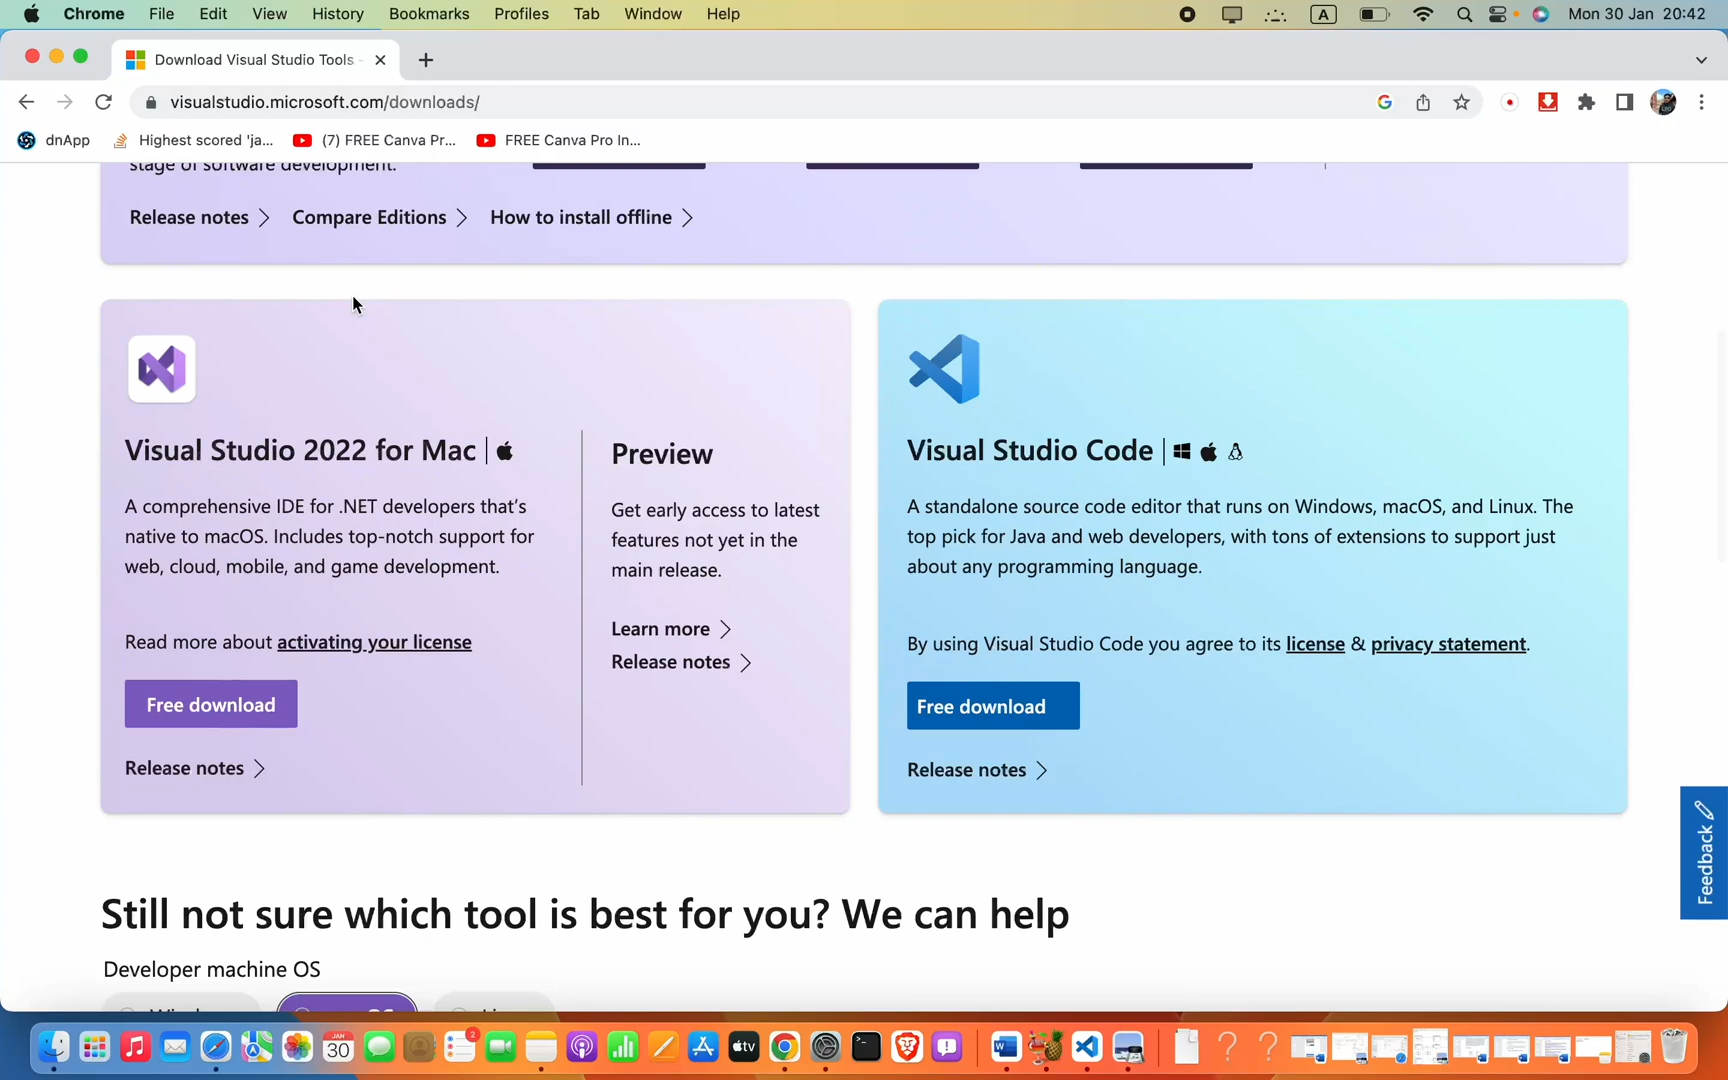 Chrome File Edit View History Bookmarks Profiles Tab Window Help A Mon 30 Jan 20:42
Download Visual Studio Tools -
visualstudio.microsoft.com/downloads/
dnApp Highest scored 'ja... (7) FREE Canva Pr... FREE Canva Pro In...
stage of software development.
Release notes Compare Editions How to install offline
Visual Studio 2022 for Mac
A comprehensive IDE for .NET developers that's
native to macOS. Includes top-notch support for
web, cloud, mobile, and game development.
Read more about activating your license
Free download
Release notes
Preview
Get early access to latest
features not yet in the
main release.
Learn more
Release notes
Visual Studio Code
A standalone source code editor that runs on Windows, macOS, and Linux. The
top pick for Java and web developers, with tons of extensions to support just
about any programming language.
By using Visual Studio Code you agree to its license & privacy statement.
Free download
Release notes
Feedback
Still not sure which tool is best for you? We can help
Developer machine OS
JAN
30
2
tv